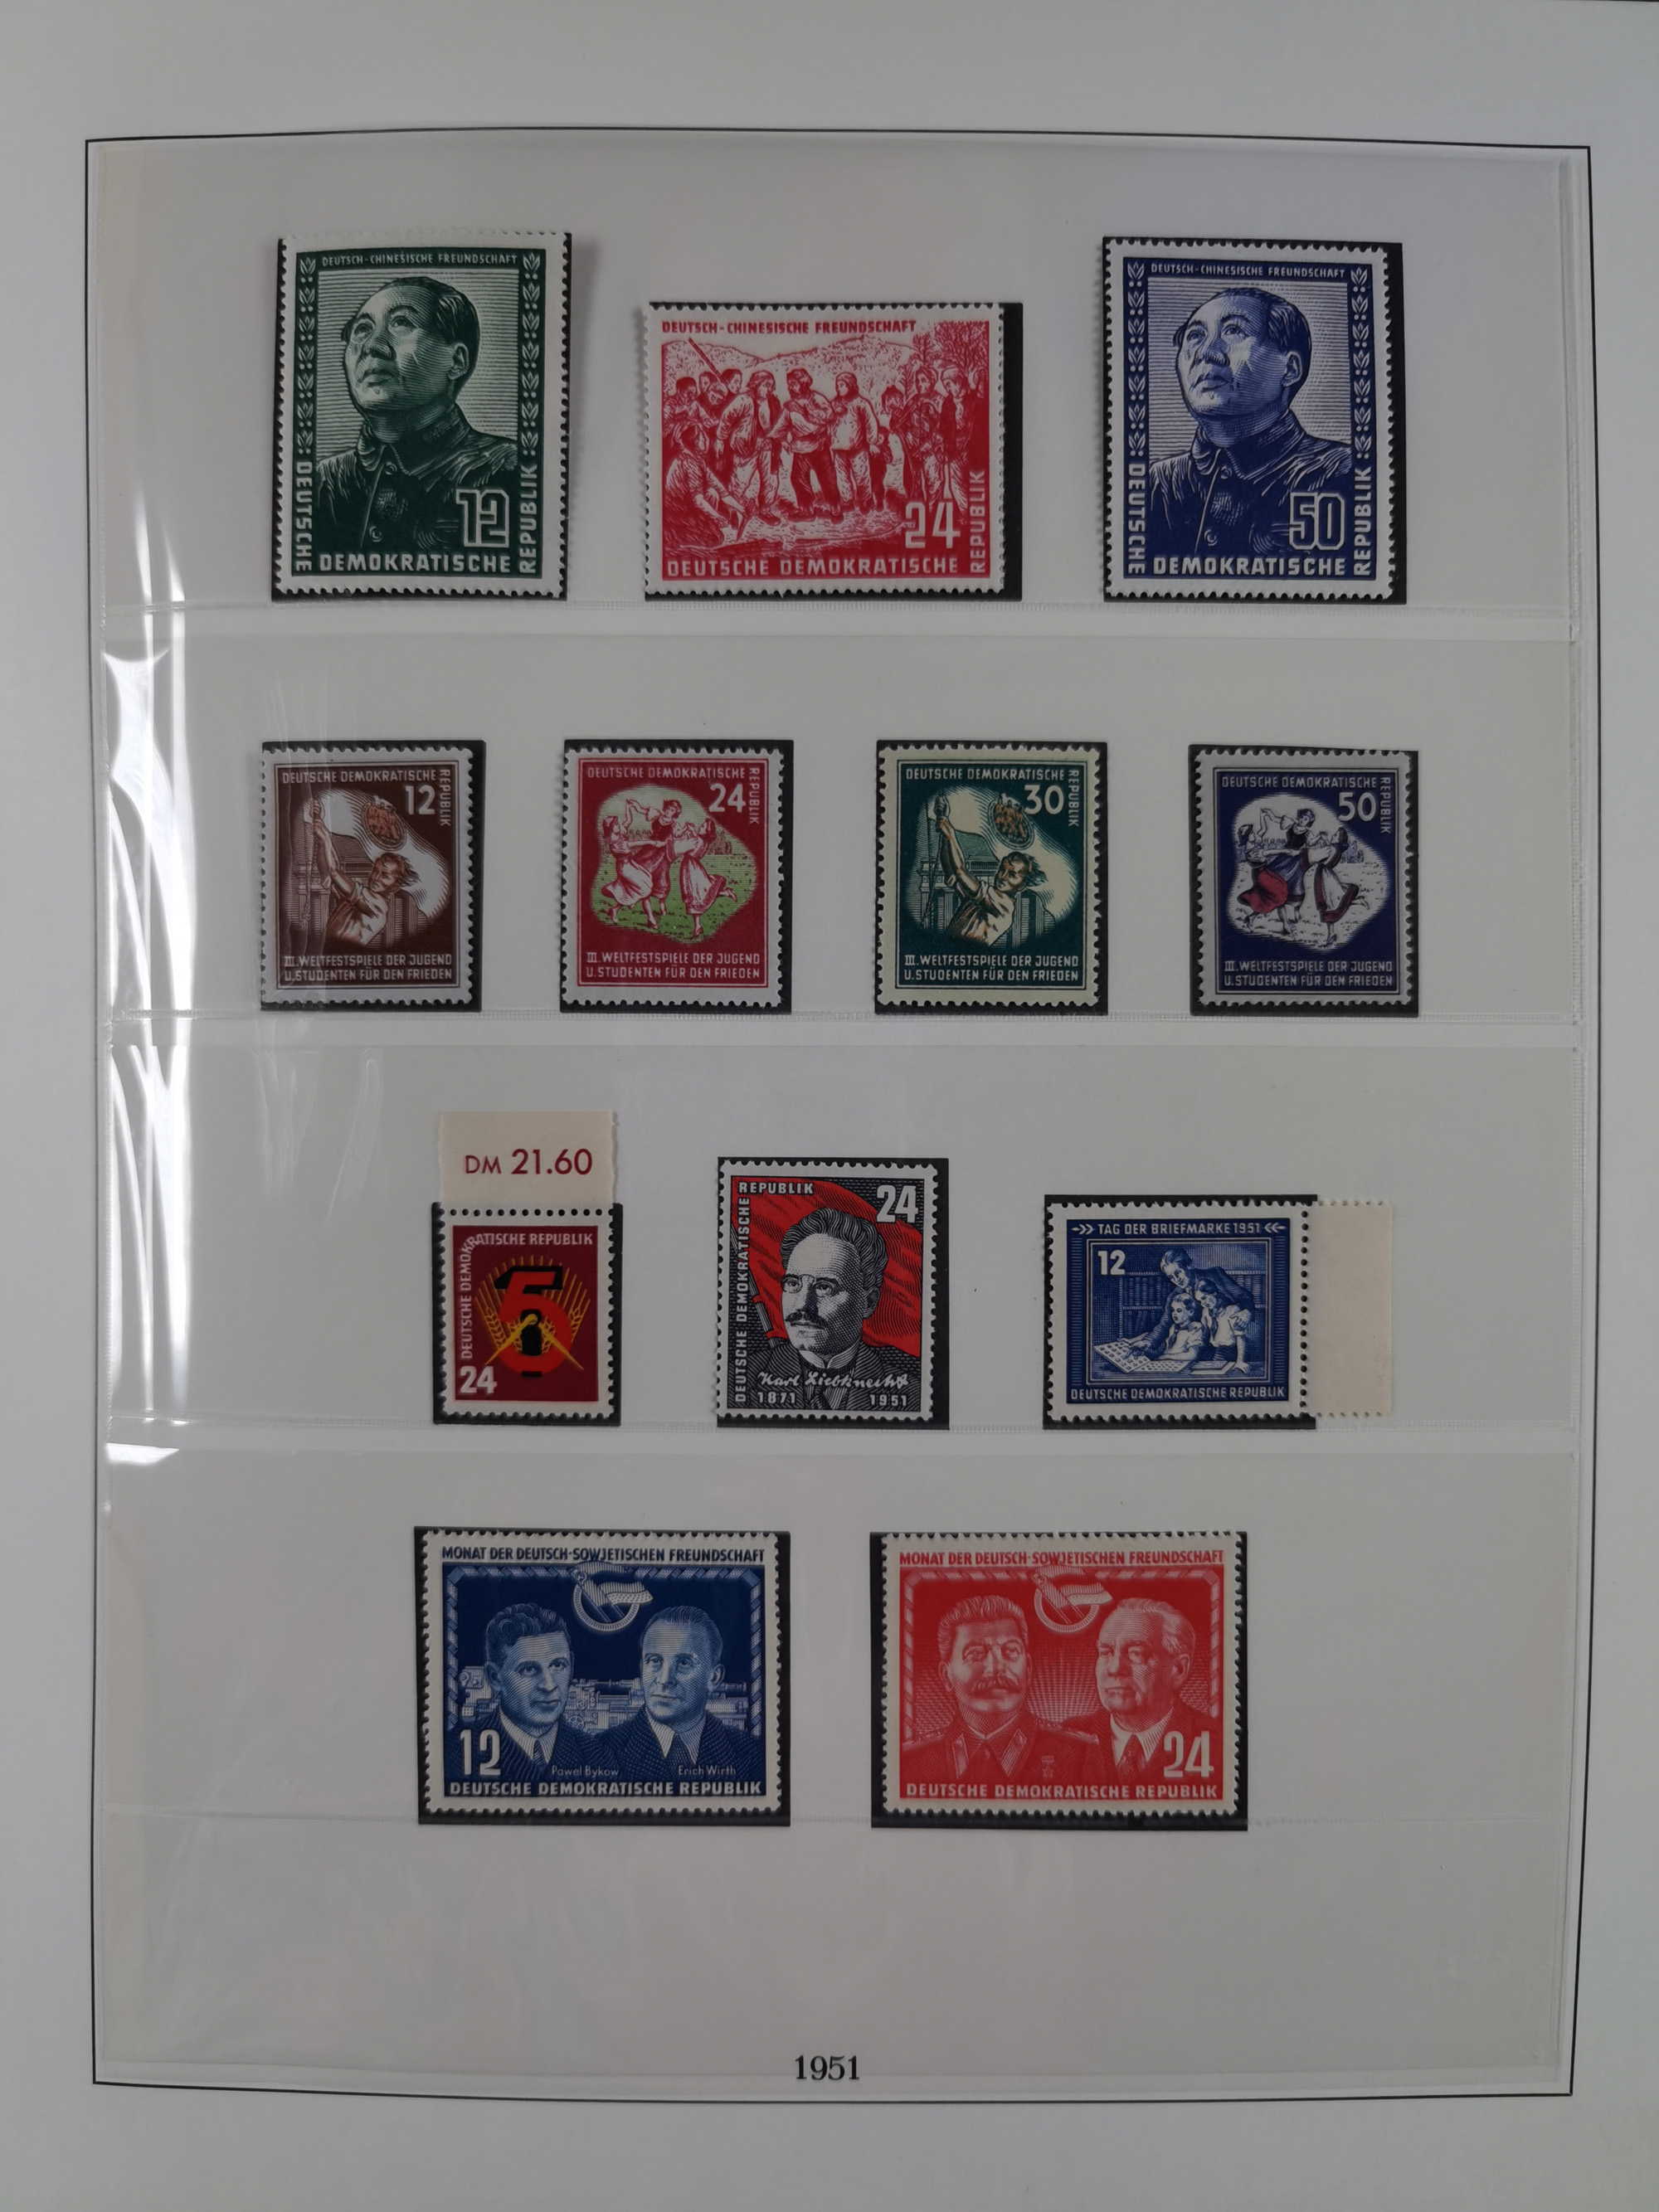 DEUTSCH-CHINESISCHE FREUNDSCHAFT
12
DEUTSCHE
DEMOKRATISCHE
REPUBLIK
DEUTSCH-CHINESISCHE FREUNDSCHAFT
24
DEUTSCHE DEMOKRATISCHE
REPUBLIK
DEUTSCH-CHINESISCHE FREUNDSCHAFT
50
DEUTSCHE
DEMOKRATISCHE
REPUBLIK
DEUTSCHE DEMOKRATISCHE
REPUBLIK
12
III. WELTFESTSPIELE DER JUGEND
U. STUDENTEN FÜR DEN FRIEDEN
DEUTSCHE DEMOKRATISCHE
REPUBLIK
24
III. WELTFESTSPIELE DER JUGEND
U. STUDENTEN FÜR DEN FRIEDEN
DEUTSCHE DEMOKRATISCHE
REPUBLIK
30
III. WELTFESTSPIELE DER JUGEND
U. STUDENTEN FÜR DEN FRIEDEN
DEUTSCHE DEMOKRATISCHE
REPUBLIK
50
III. WELTFESTSPIELE DER JUGEND
U. STUDENTEN FÜR DEN FRIEDEN
DM 21.60
DEUTSCHE DEMOKRATISCHE REPUBLIK
5
24
DEUTSCHE DEMOKRATISCHE
REPUBLIK
24
Karl Liebknecht
1871 1951
TAG DER BRIEFMARKE 1951
12
DEUTSCHE DEMOKRATISCHE REPUBLIK
MONAT DER DEUTSCH-SOWJETISCHEN FREUNDSCHAFT
12
Pawel Bykow Erich Wirth
DEUTSCHE DEMOKRATISCHE REPUBLIK
MONAT DER DEUTSCH-SOWJETISCHEN FREUNDSCHAFT
24
DEUTSCHE DEMOKRATISCHE REPUBLIK
1951